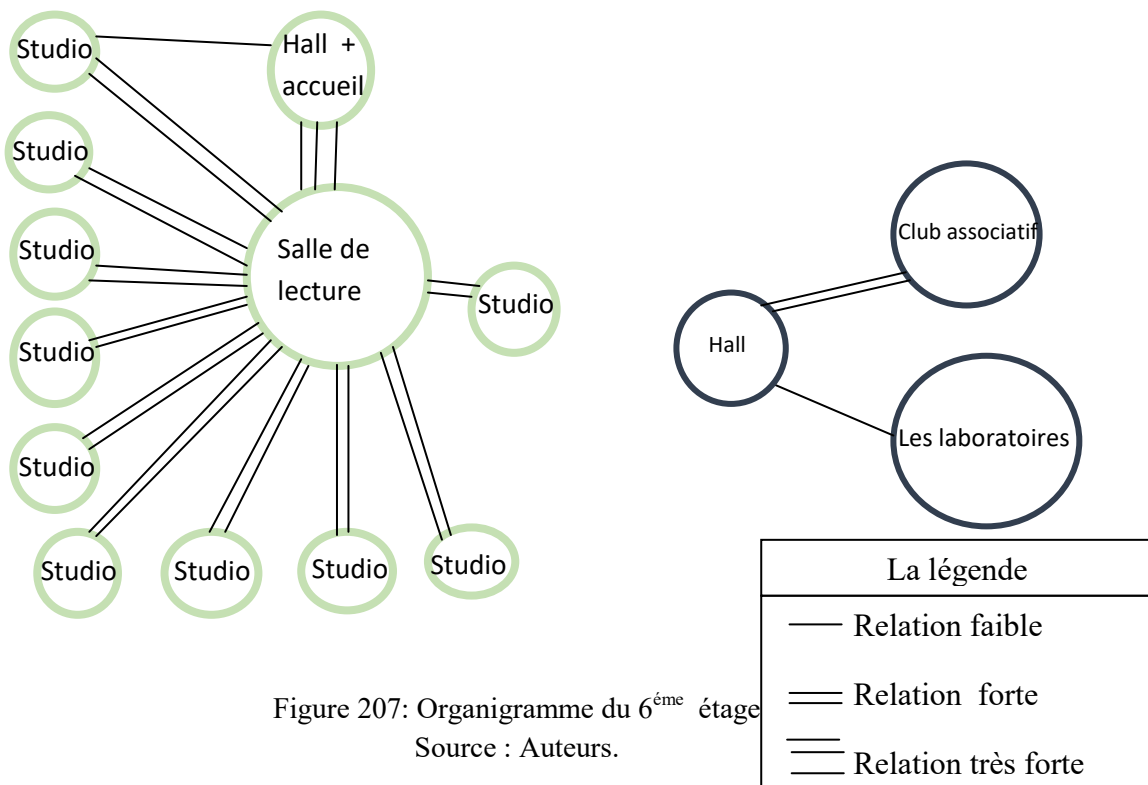 Studio
Hall +
accueil
Studio
Studio
Salle de
lecture
Studio
Studio
Studio
Studio
Studio
Studio
Studio
Club associatif
Hall
Les laboratoires
La légende
Relation faible
Relation forte
Relation très forte
Figure 207: Organigramme du 6éme étage
Source : Auteurs.